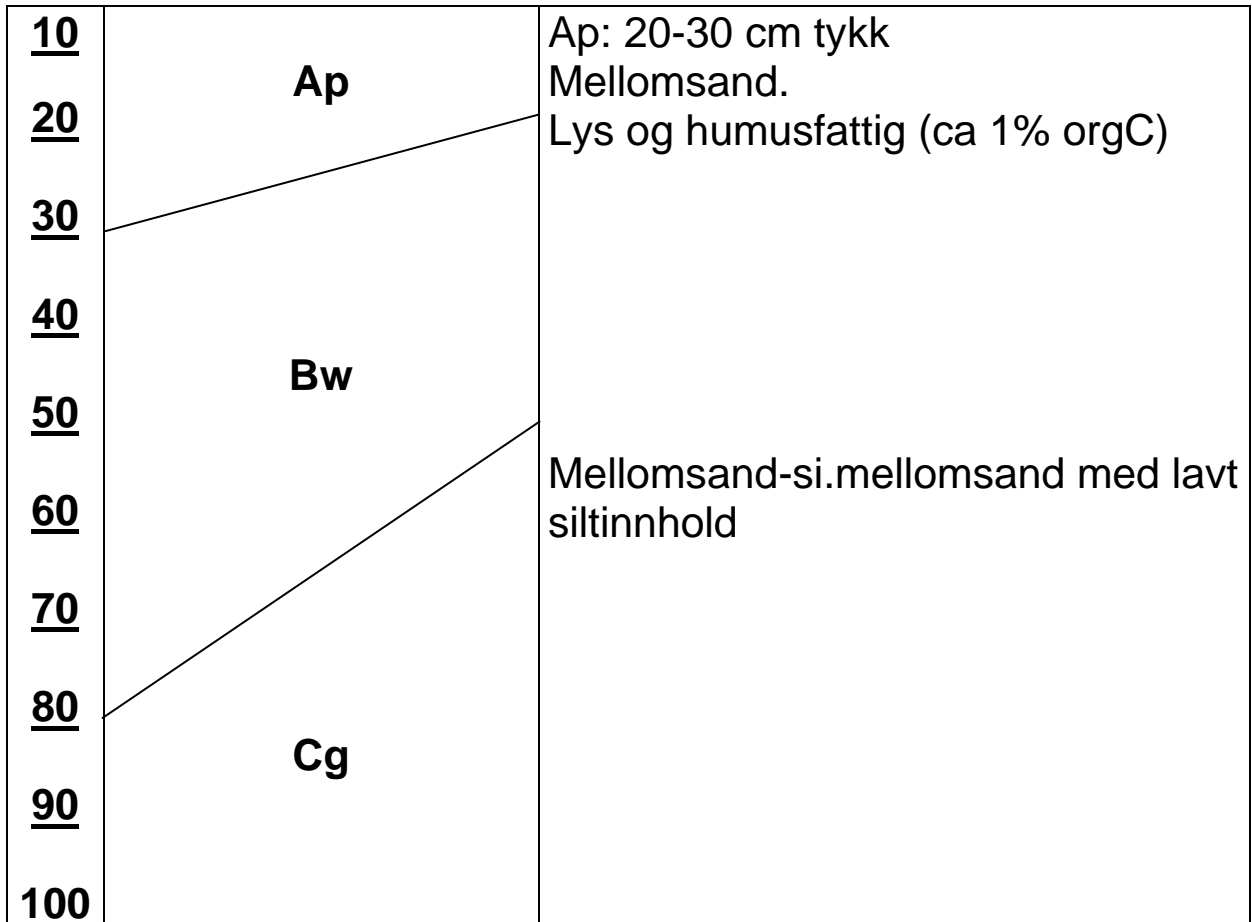 10
Ap: 20-30 cm tykk
Ap
Mellomsand.
20
Lys og humusfattig (ca 1% orgC)
30
40
Bw
50
Mellomsand-si.mellomsand med lavt
60
siltinnhold
70
80
Cg
90
100